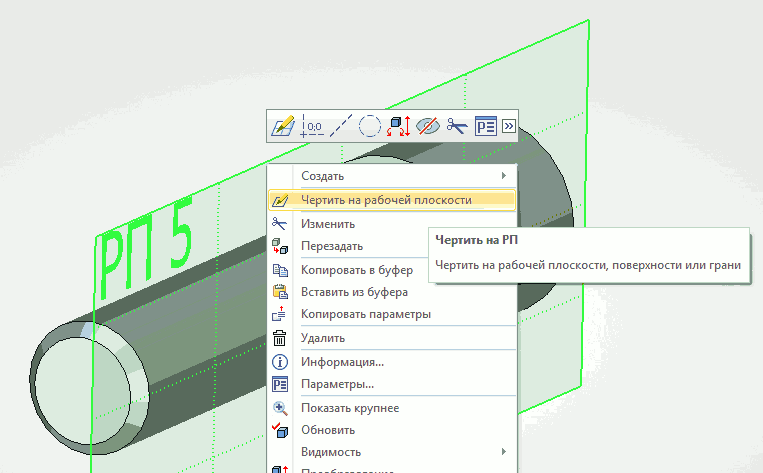 0;0
РП 5
Создать
Чертить на рабочей плоскости
Изменить
Чертить на РП
Перезадать
Чертить на рабочей плоскости, поверхности или грани
Копировать в буфер
Вставить из буфера
Копировать параметры
Удалить
Информация...
Параметры...
Показать крупнее
Обновить
Видимость